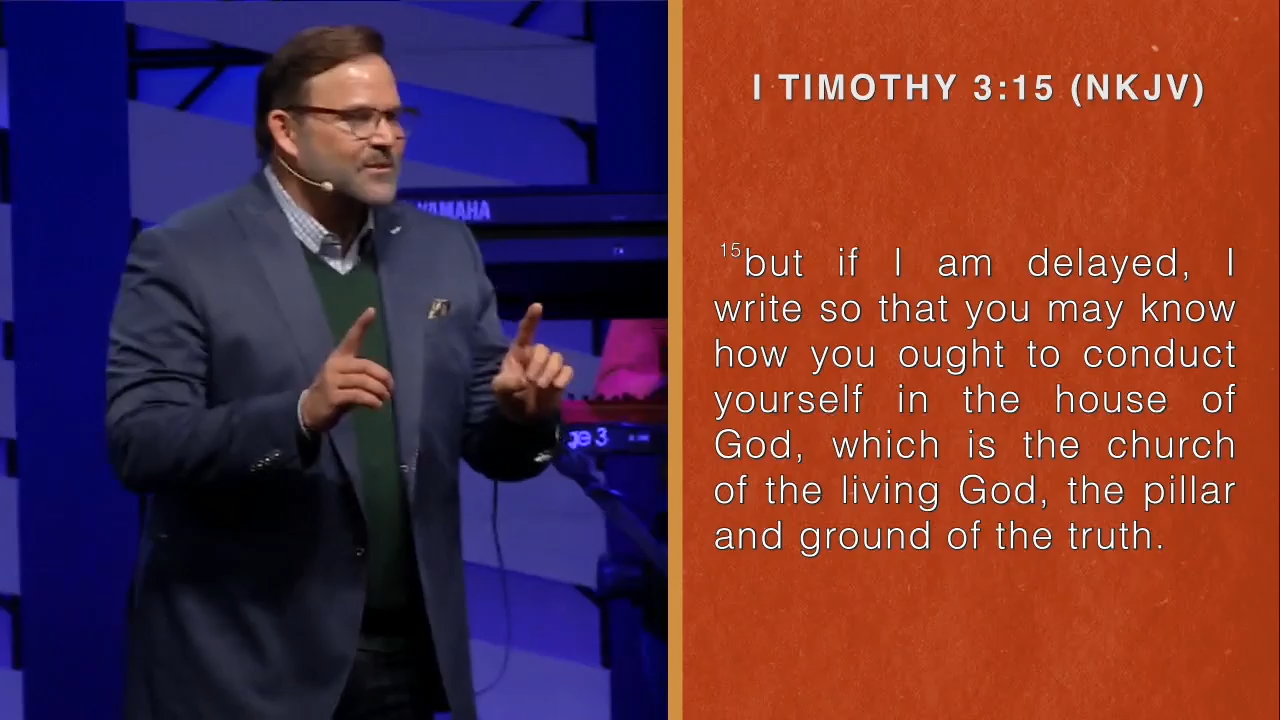 I TIMOTHY 3:15 (NKJV)
15but if I am delayed, I
write so that you may know
how you ought to conduct
yourself in the house of
God, which is the church
of the living God, the pillar
and ground of the truth.
YAMAHA
ge 3